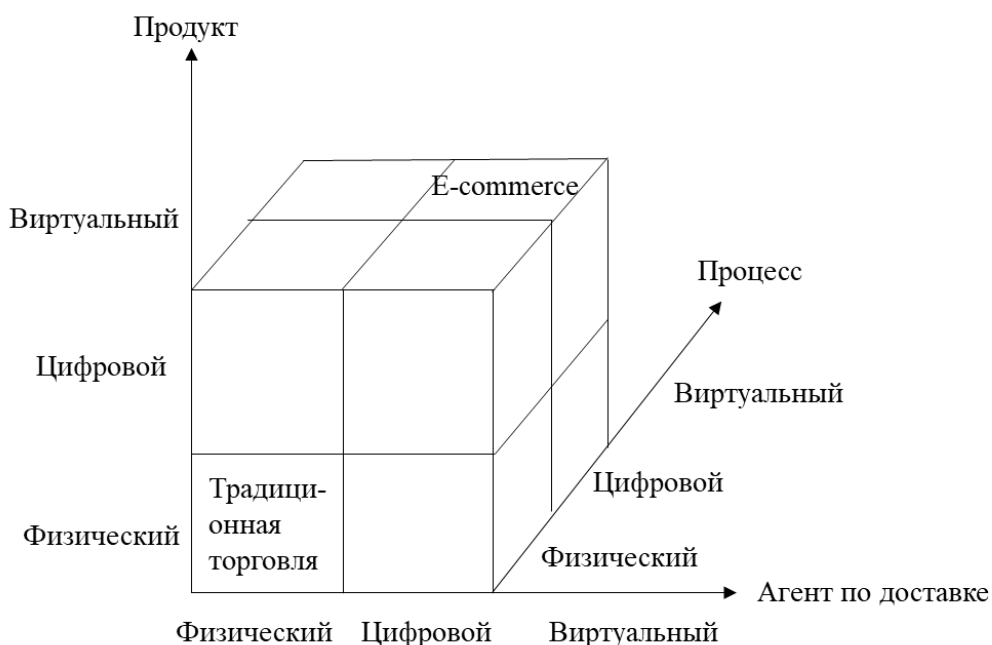 Продукт
E-commerce
Виртуальный
Процесс
Цифровой
Виртуальный
Традици-
онная
торговля
Цифровой
Физический
Физический
Агент по доставке
Физический
Цифровой
Виртуальный